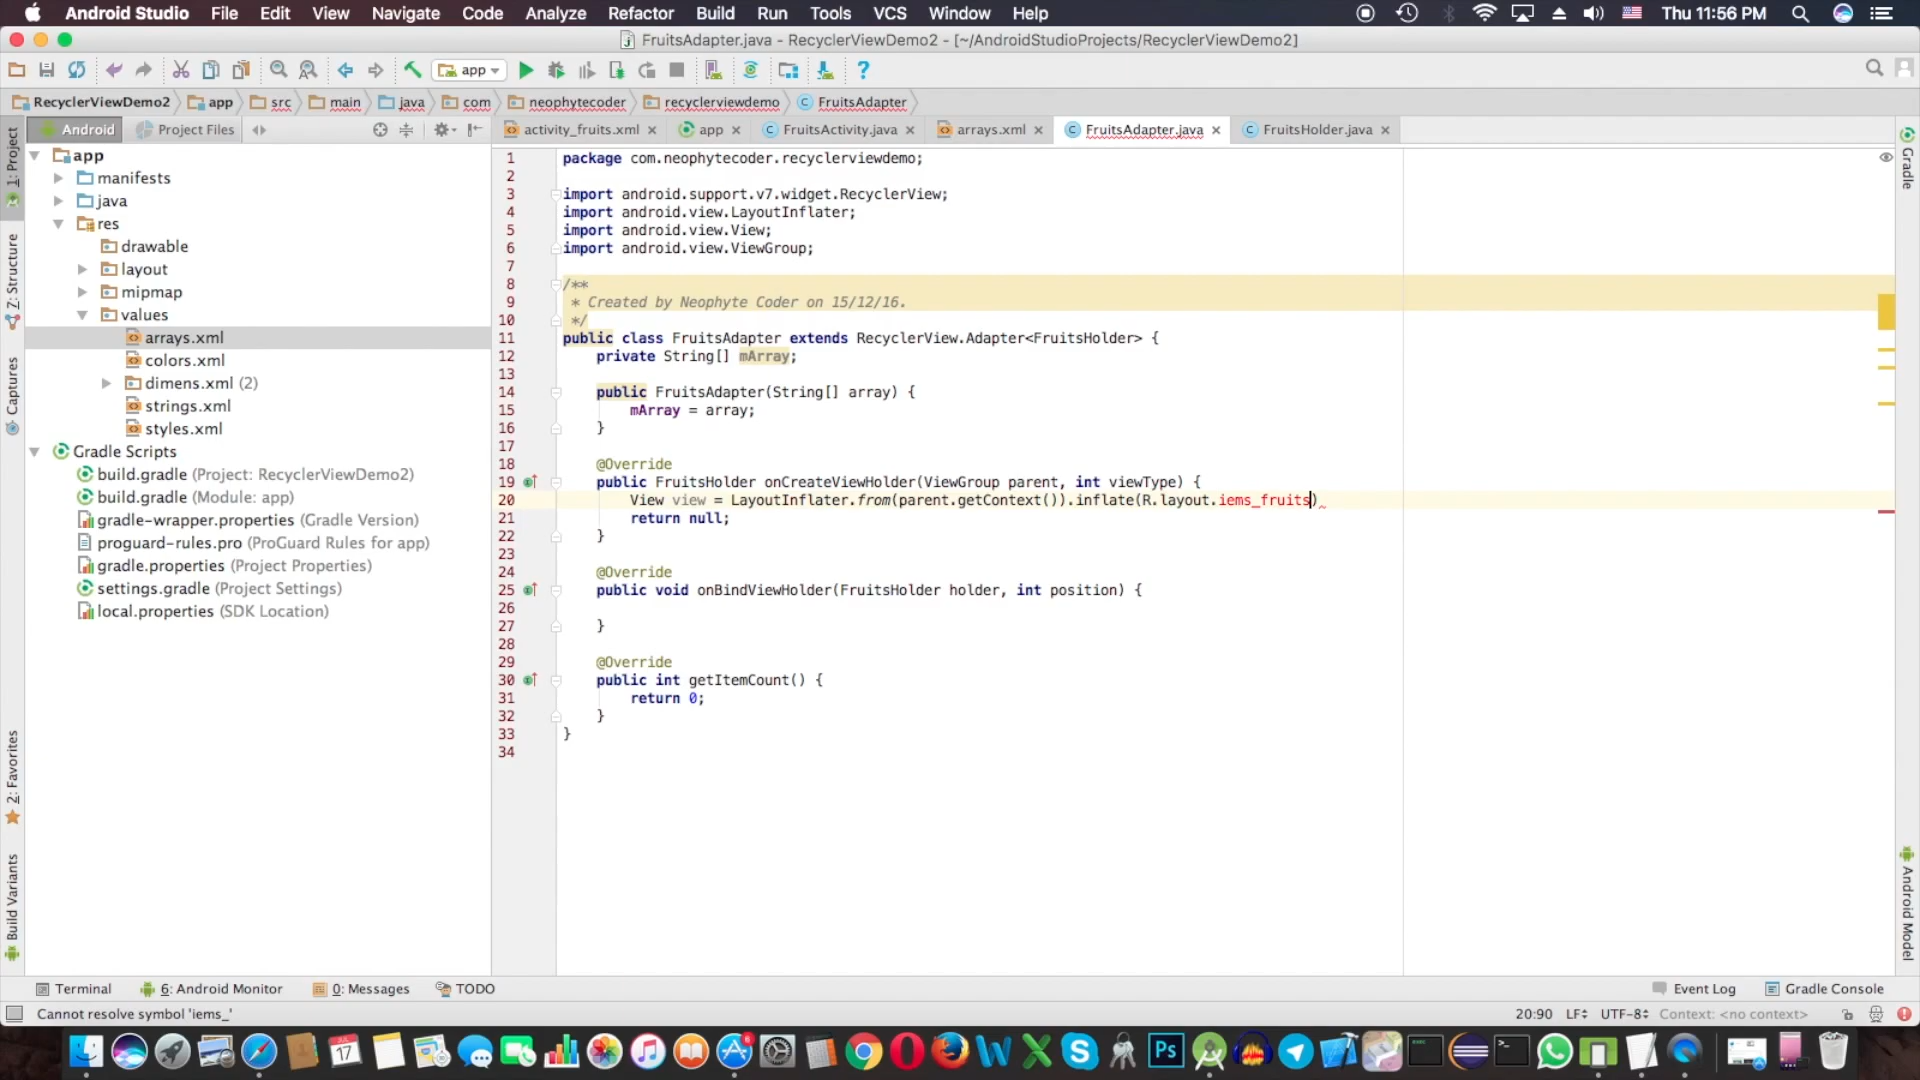 Android Studio File Edit View Navigate Code Analyze Refactor Build Run Tools VCS Window Help Thu 11:56 PM
FruitsAdapter.java - RecyclerViewDemo2 - [~/AndroidStudioProjects/RecyclerViewDemo2]
app
RecyclerViewDemo2 app src main java com neophytecoder recyclerviewdemo FruitsAdapter
Android Project Files activity_fruits.xml app FruitsActivity.java arrays.xml FruitsAdapter.java FruitsHolder.java
1: Project
Z: Structure
Captures
2: Favorites
Build Variants
app
manifests
java
res
drawable
layout
mipmap
values
arrays.xml
colors.xml
dimens.xml (2)
strings.xml
styles.xml
Gradle Scripts
build.gradle (Project: RecyclerViewDemo2)
build.gradle (Module: app)
gradle-wrapper.properties (Gradle Version)
proguard-rules.pro (ProGuard Rules for app)
gradle.properties (Project Properties)
settings.gradle (Project Settings)
local.properties (SDK Location)
1 package com.neophytecoder.recyclerviewdemo;
2
3 import android.support.v7.widget.RecyclerView;
4 import android.view.LayoutInflater;
5 import android.view.View;
6 import android.view.ViewGroup;
7
8 /**
9 * Created by Neophyte Coder on 15/12/16.
10 */
11 public class FruitsAdapter extends RecyclerView.Adapter<FruitsHolder> {
12 private String[] mArray;
13
14 public FruitsAdapter(String[] array) {
15 mArray = array;
16 }
17
18 @Override
19 public FruitsHolder onCreateViewHolder(ViewGroup parent, int viewType) {
20 View view = LayoutInflater.from(parent.getContext()).inflate(R.layout.iems_fruits)
21 return null;
22 }
23
24 @Override
25 public void onBindViewHolder(FruitsHolder holder, int position) {
26
27 }
28
29 @Override
30 public int getItemCount() {
31 return 0;
32 }
33 }
34
Gradle
Android Model
Terminal 6: Android Monitor 0: Messages TODO Event Log Gradle Console
Cannot resolve symbol 'iems_' 20:90 LF UTF-8 Context: <no context>
17
Ps